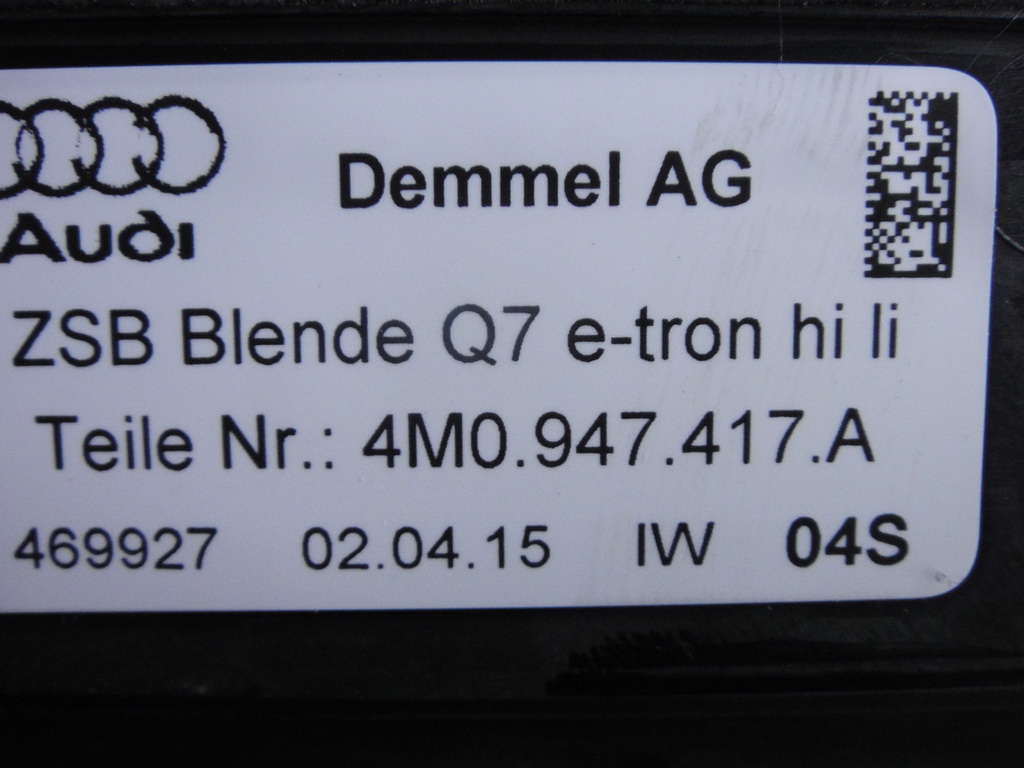 Audi
Demmel AG
ZSB Blende Q7 e-tron hi li
Teile Nr.: 4M0.947.417.A
469927 02.04.15 IW 04S